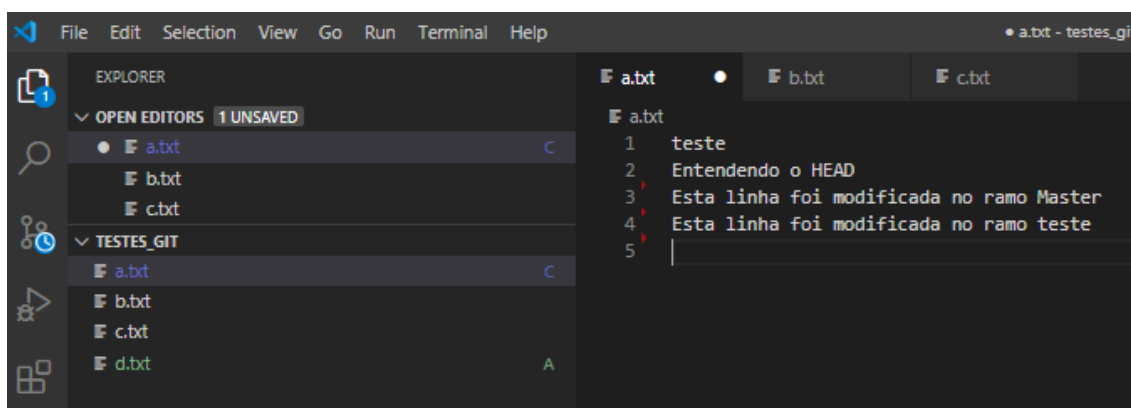 File Edit Selection View Go Run Terminal Help
● a.txt - testes_gi
1
EXPLORER
OPEN EDITORS 1 UNSAVED
a.txt C
b.txt
c.txt
TESTES_GIT
a.txt C
b.txt
c.txt
d.txt A
a.txt b.txt c.txt
a.txt
1 teste
2 Entendendo o HEAD
3 Esta linha foi modificada no ramo Master
4 Esta linha foi modificada no ramo teste
5